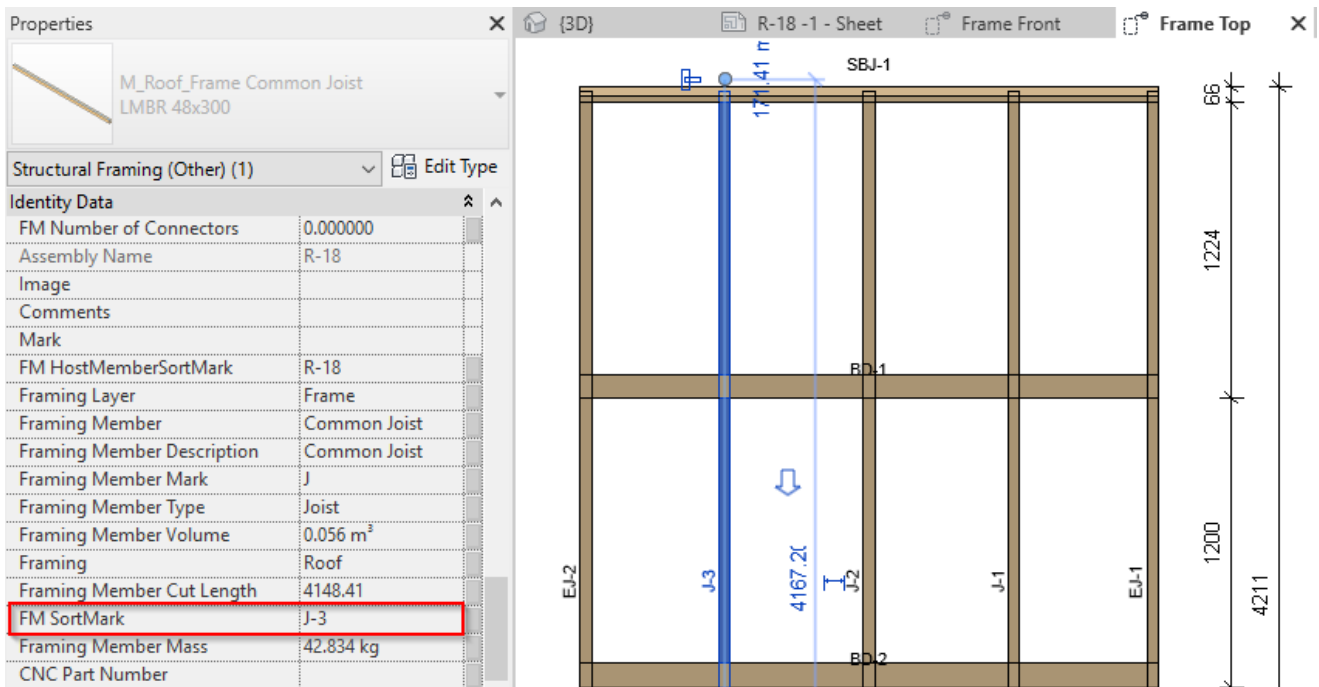 Properties
M_Roof_Frame Common Joist
LMBR 48x300
Structural Framing (Other) (1)
Edit Type
Identity Data
FM Number of Connectors 0.000000
Assembly Name R-18
Image
Comments
Mark
FM HostMemberSortMark R-18
Framing Layer Frame
Framing Member Common Joist
Framing Member Description Common Joist
Framing Member Mark J
Framing Member Type Joist
Framing Member Volume 0.056 m³
Framing Roof
Framing Member Cut Length 4148.41
FM SortMark J-3
Framing Member Mass 42.834 kg
CNC Part Number
{3D}
R-18 -1 - Sheet
Frame Front
Frame Top
SBJ-1
171.41
66
1224
BD-1
1200
4211
EJ-2
J-3
4167.20
J-2
J-1
EJ-1
BD-2